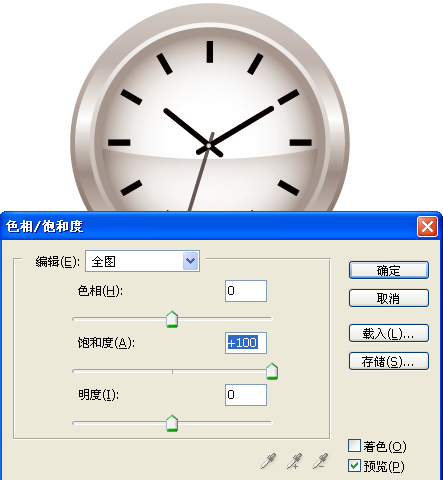 色相/饱和度
编辑(E): 全图
色相(H): 0
饱和度(A): +100
明度(I): 0
确定
取消
载入(L)...
存储(S)...
着色(O)
预览(P)